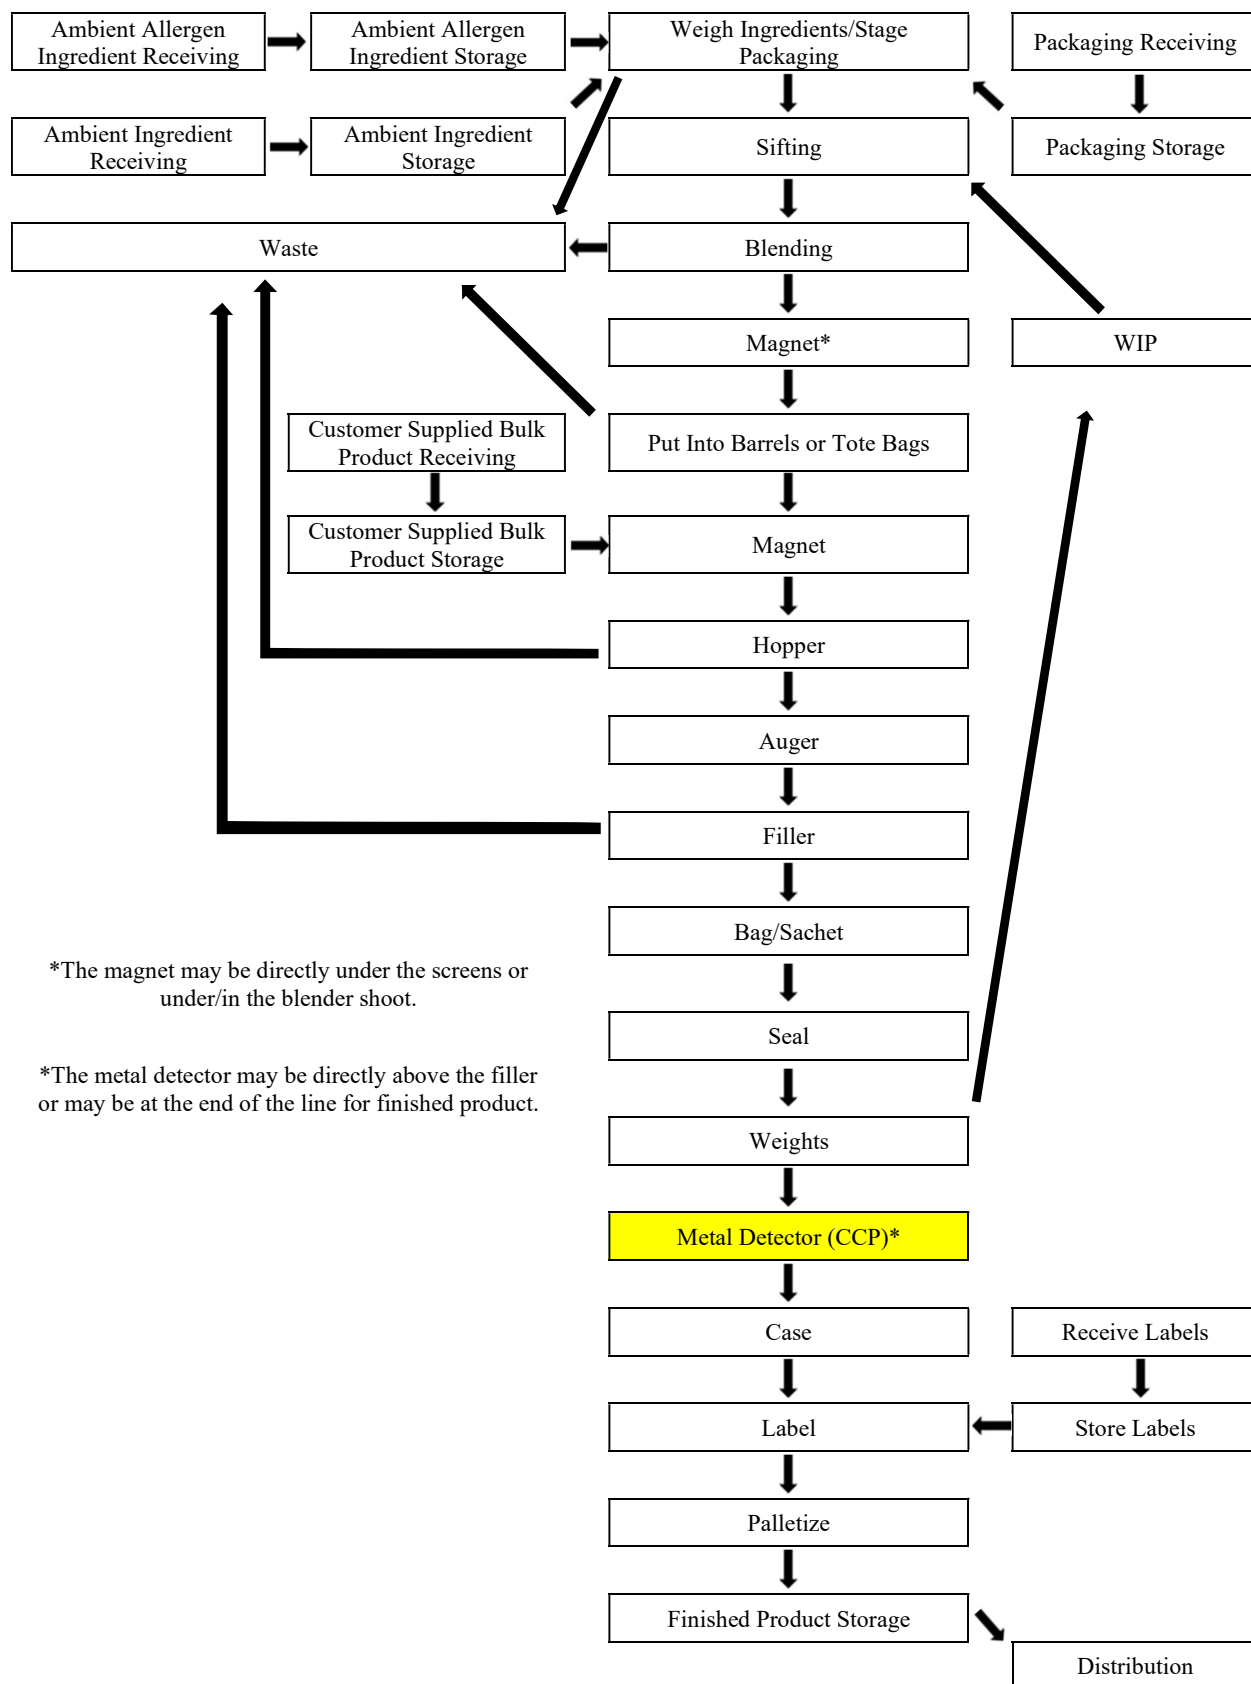 Ambient Allergen
Ingredient Receiving
Ambient Allergen
Ingredient Storage
Weigh Ingredients/Stage
Packaging
Packaging Receiving
Ambient Ingredient
Receiving
Ambient Ingredient
Storage
Sifting
Packaging Storage
Waste
Blending
Magnet*
WIP
Customer Supplied Bulk
Product Receiving
Put Into Barrels or Tote Bags
Customer Supplied Bulk
Product Storage
Magnet
Hopper
Auger
Filler
Bag/Sachet
*The magnet may be directly under the screens or
under/in the blender shoot.
Seal
*The metal detector may be directly above the filler
or may be at the end of the line for finished product.
Weights
Metal Detector (CCP)*
Case
Receive Labels
Label
Store Labels
Palletize
Finished Product Storage
Distribution